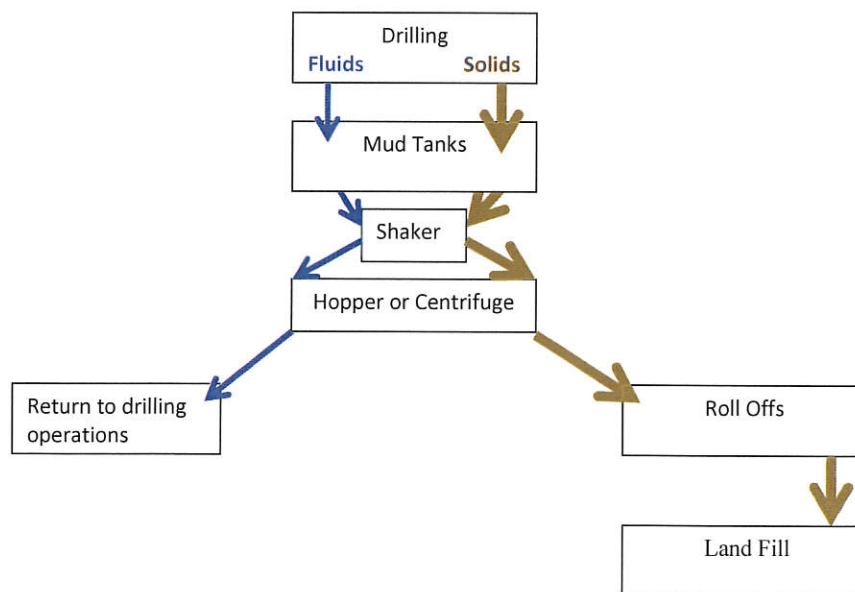 Drilling
Fluids Solids
Mud Tanks
Shaker
Hopper or Centrifuge
Return to drilling
operations
Roll Offs
Land Fill